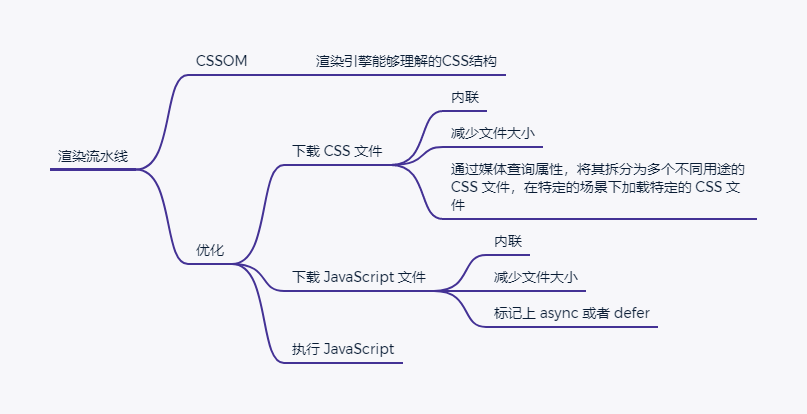 渲染流水线
CSSOM
渲染引擎能够理解的CSS结构
优化
下载 CSS 文件
内联
减少文件大小
通过媒体查询属性，将其拆分为多个不同用途的
CSS 文件，在特定的场景下加载特定的 CSS 文
件
下载 JavaScript 文件
内联
减少文件大小
标记上 async 或者 defer
执行 JavaScript